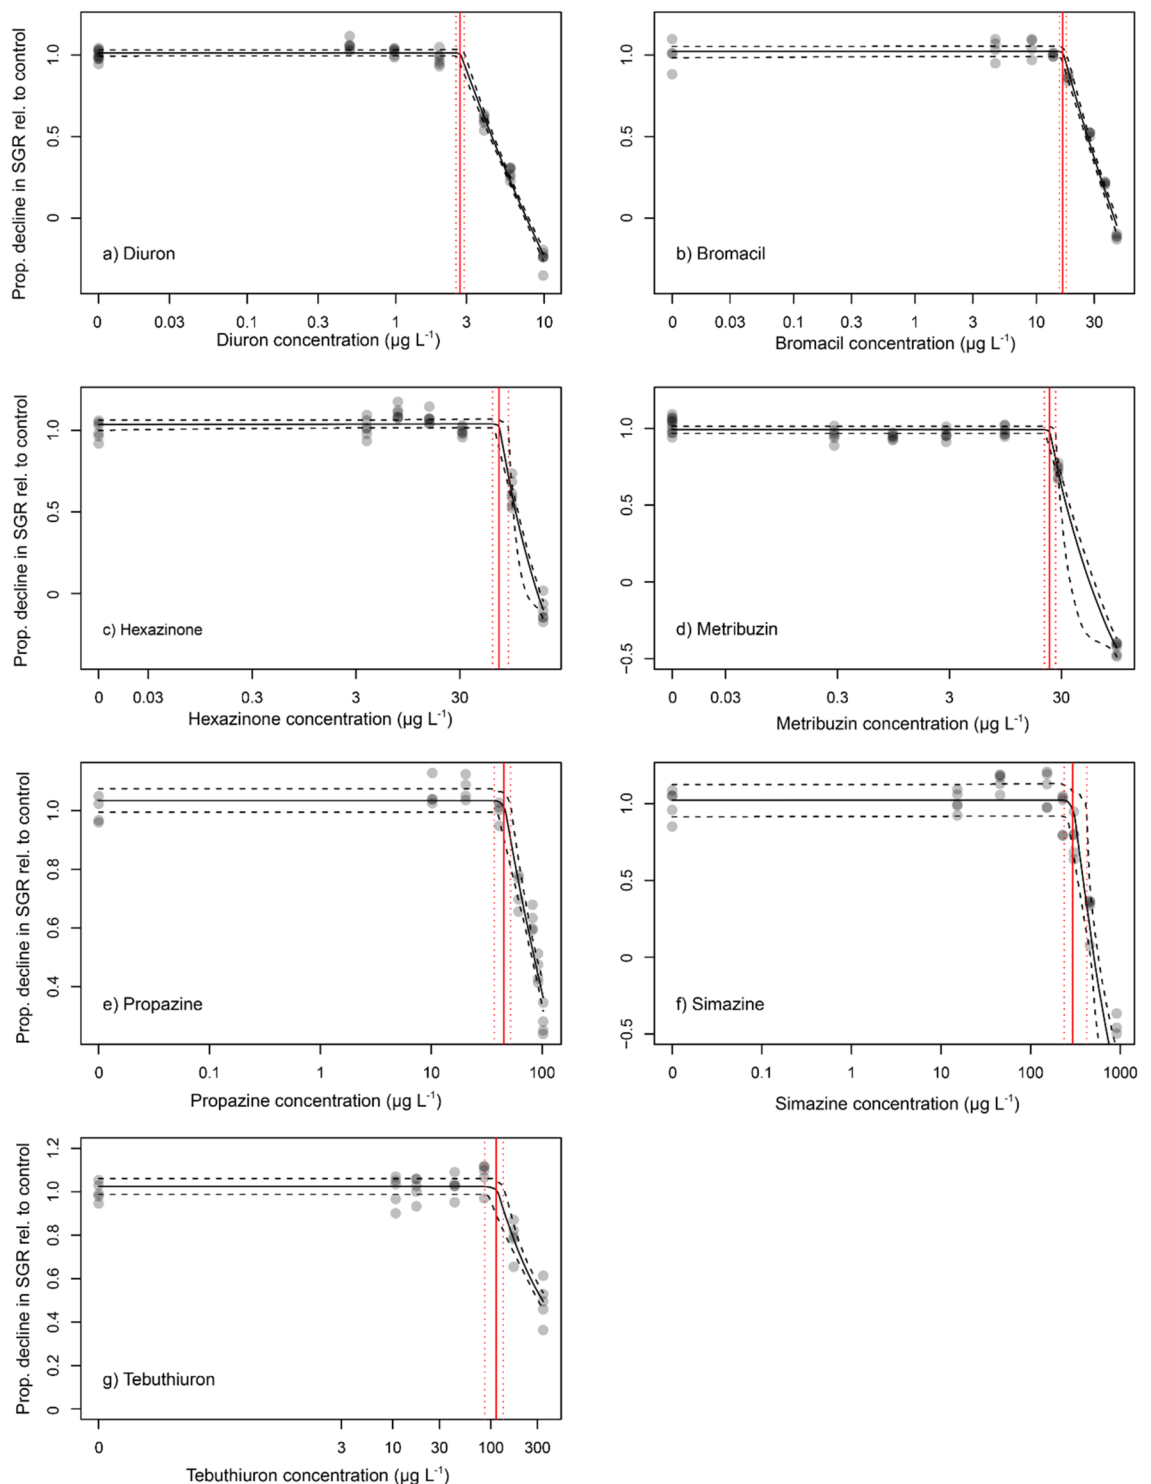 Prop. decline in SGR rel. to control
1.0
0.5
0
a) Diuron
0 0.03 0.1 0.3 1 3 10
Diuron concentration (µg L⁻¹)
1.0
0.5
0
b) Bromacil
0 0.03 0.1 0.3 1 3 10 30
Bromacil concentration (µg L⁻¹)
Prop. decline in SGR rel. to control
1.0
0.5
0
c) Hexazinone
0 0.03 0.3 3 30
Hexazinone concentration (µg L⁻¹)
1.0
0.5
0
−0.5
d) Metribuzin
0 0.03 0.3 3 30
Metribuzin concentration (µg L⁻¹)
Prop. decline in SGR rel. to control
1.0
0.8
0.6
0.4
e) Propazine
0 0.1 1 10 100
Propazine concentration (µg L⁻¹)
1.0
0.5
0
−0.5
f) Simazine
0 0.1 1 10 100 1000
Simazine concentration (µg L⁻¹)
Prop. decline in SGR rel. to control
1.2
1.0
0.8
0.6
0.4
0.2
0
g) Tebuthiuron
0 3 10 30 100 300
Tebuthiuron concentration (µg L⁻¹)